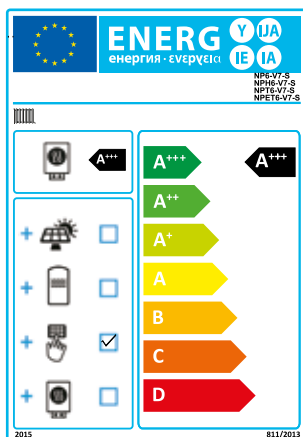 ENERG Y IJA
енергия · ενεργεια IE IA
NP6-V7-S
NPH6-V7-S
NPT6-V7-S
NPET6-V7-S
A+++ A+++ A+++
A++
+ A+
+ A
B
+ C
+ D
2015 811/2013